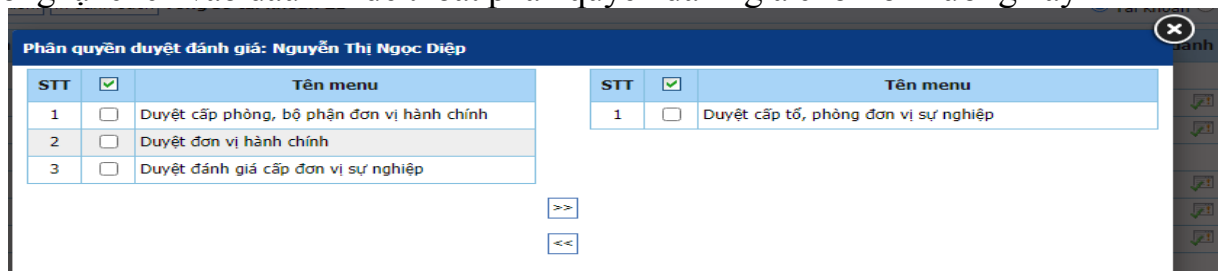 Phân quyền duyệt đánh giá: Nguyễn Thị Ngọc Diệp
STT Tên menu
1 Duyệt cấp phòng, bộ phận đơn vị hành chính
2 Duyệt đơn vị hành chính
3 Duyệt đánh giá cấp đơn vị sự nghiệp
>>
<<
STT Tên menu
1 Duyệt cấp tổ, phòng đơn vị sự nghiệp